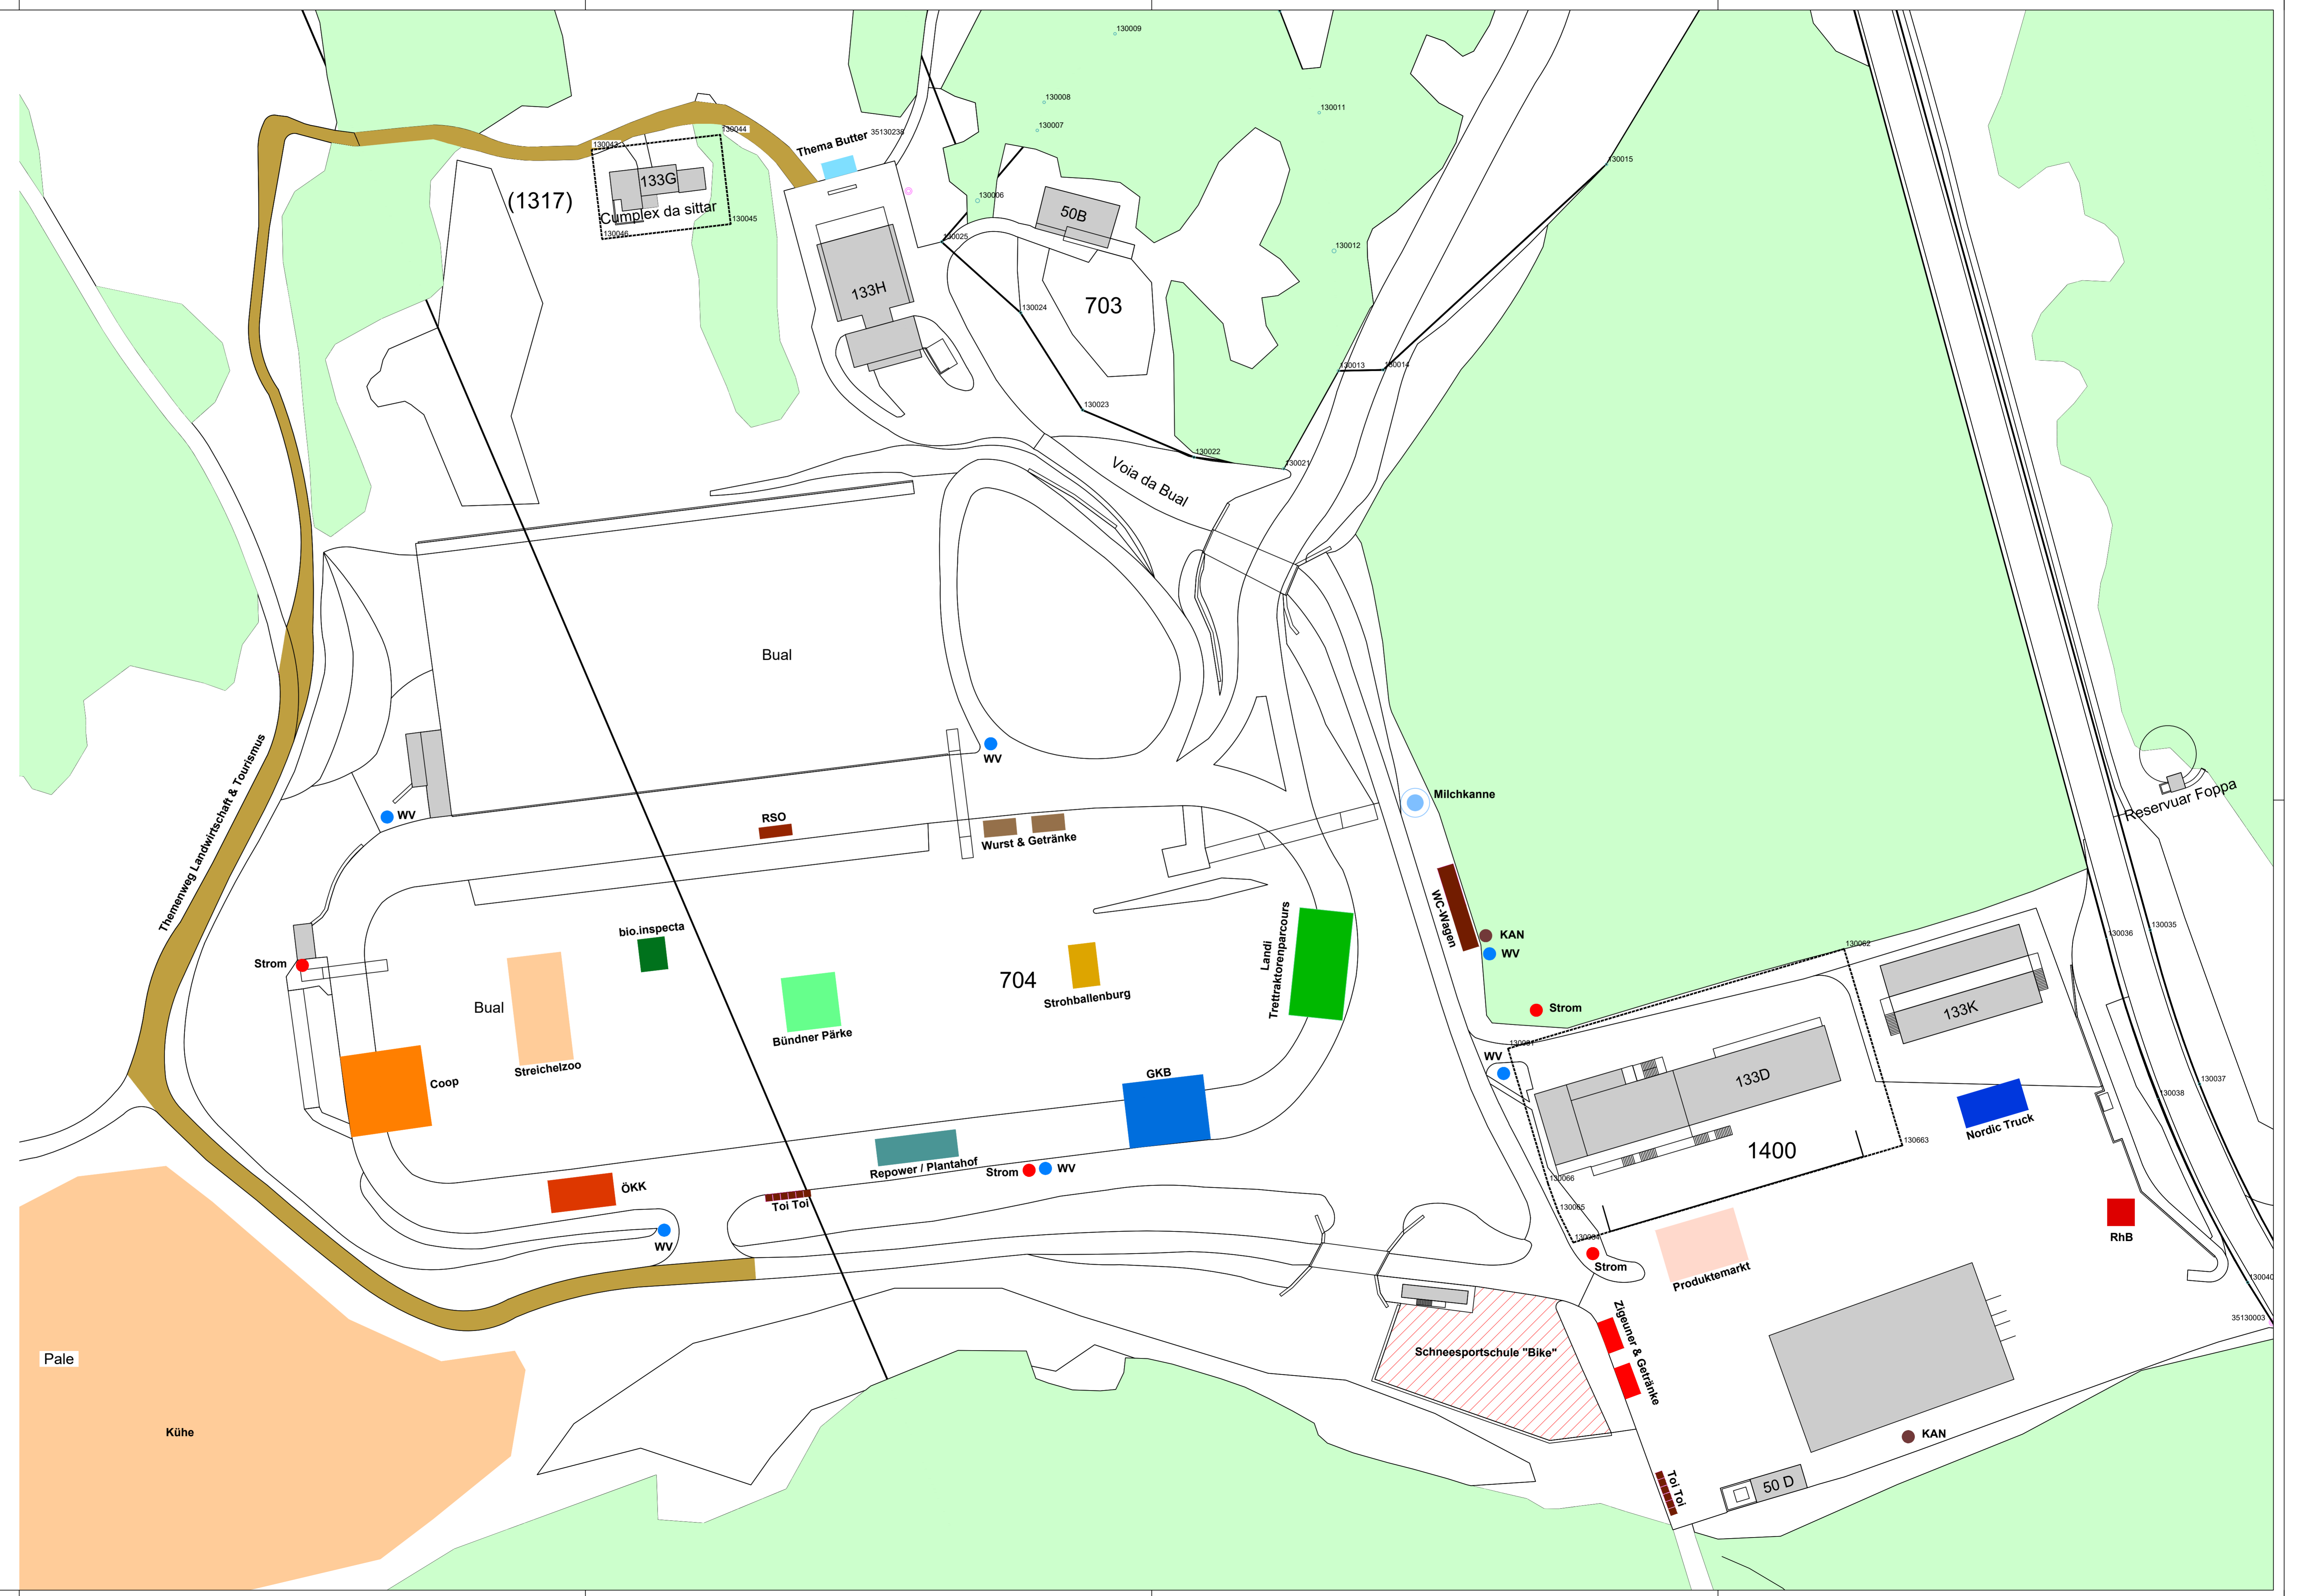 130009
130008
130007
130011
130044
130043
Thema Butter
35130238
130015
133G
(1317)
Cumplex da sittar
130045
130046
130006
50B
130025
130012
133H
130024
703
130013
130014
130023
130022
130021
Voia da Bual
Bual
WV
Milchkanne
Reservuar Foppa
WV
RSO
Wurst & Getränke
Themenweg Landwirtschaft & Tourismus
WC-Wagen
KAN
WV
bio.inspecta
Strom
704
Strohballenburg
Landi
Trettraktorenparcours
130062
130036
130035
Bual
Streichelzoo
Bündner Pärke
Strom
133K
130061
WV
133D
Coop
GKB
130037
130038
Nordic Truck
130663
1400
Repower / Plantahof
Strom
WV
130066
ÖKK
Toi Toi
130065
WV
130064
Strom
Produktemarkt
RhB
130040
35130003
Zigeuner & Getränke
Schneesportschule "Bike"
Pale
Kühe
KAN
Toi Toi
50 D